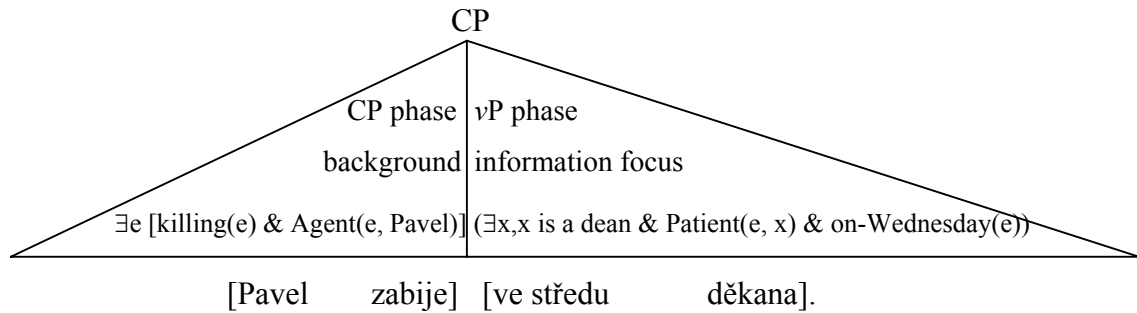 CP
CP phase vP phase
background information focus
∃e [killing(e) & Agent(e, Pavel)] (∃x,x is a dean & Patient(e, x) & on-Wednesday(e))
[Pavel zabije] [ve středu děkana].